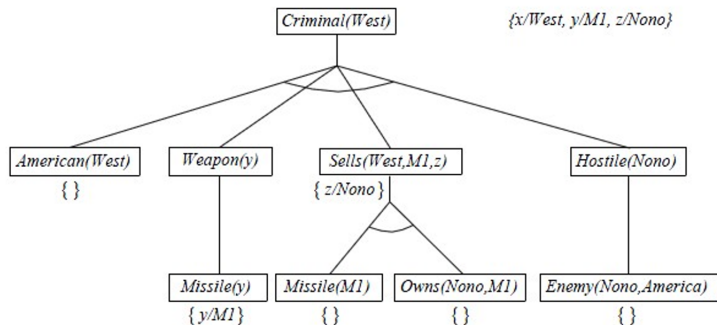 Criminal(West) {x/West, y/M1, z/Nono}
American(West) Weapon(y) Sells(West,M1,z) Hostile(Nono)
{ } { z/Nono }
Missile(y) Missile(M1) Owns(Nono,M1) Enemy(Nono,America)
{ y/M1 } { } { } { }